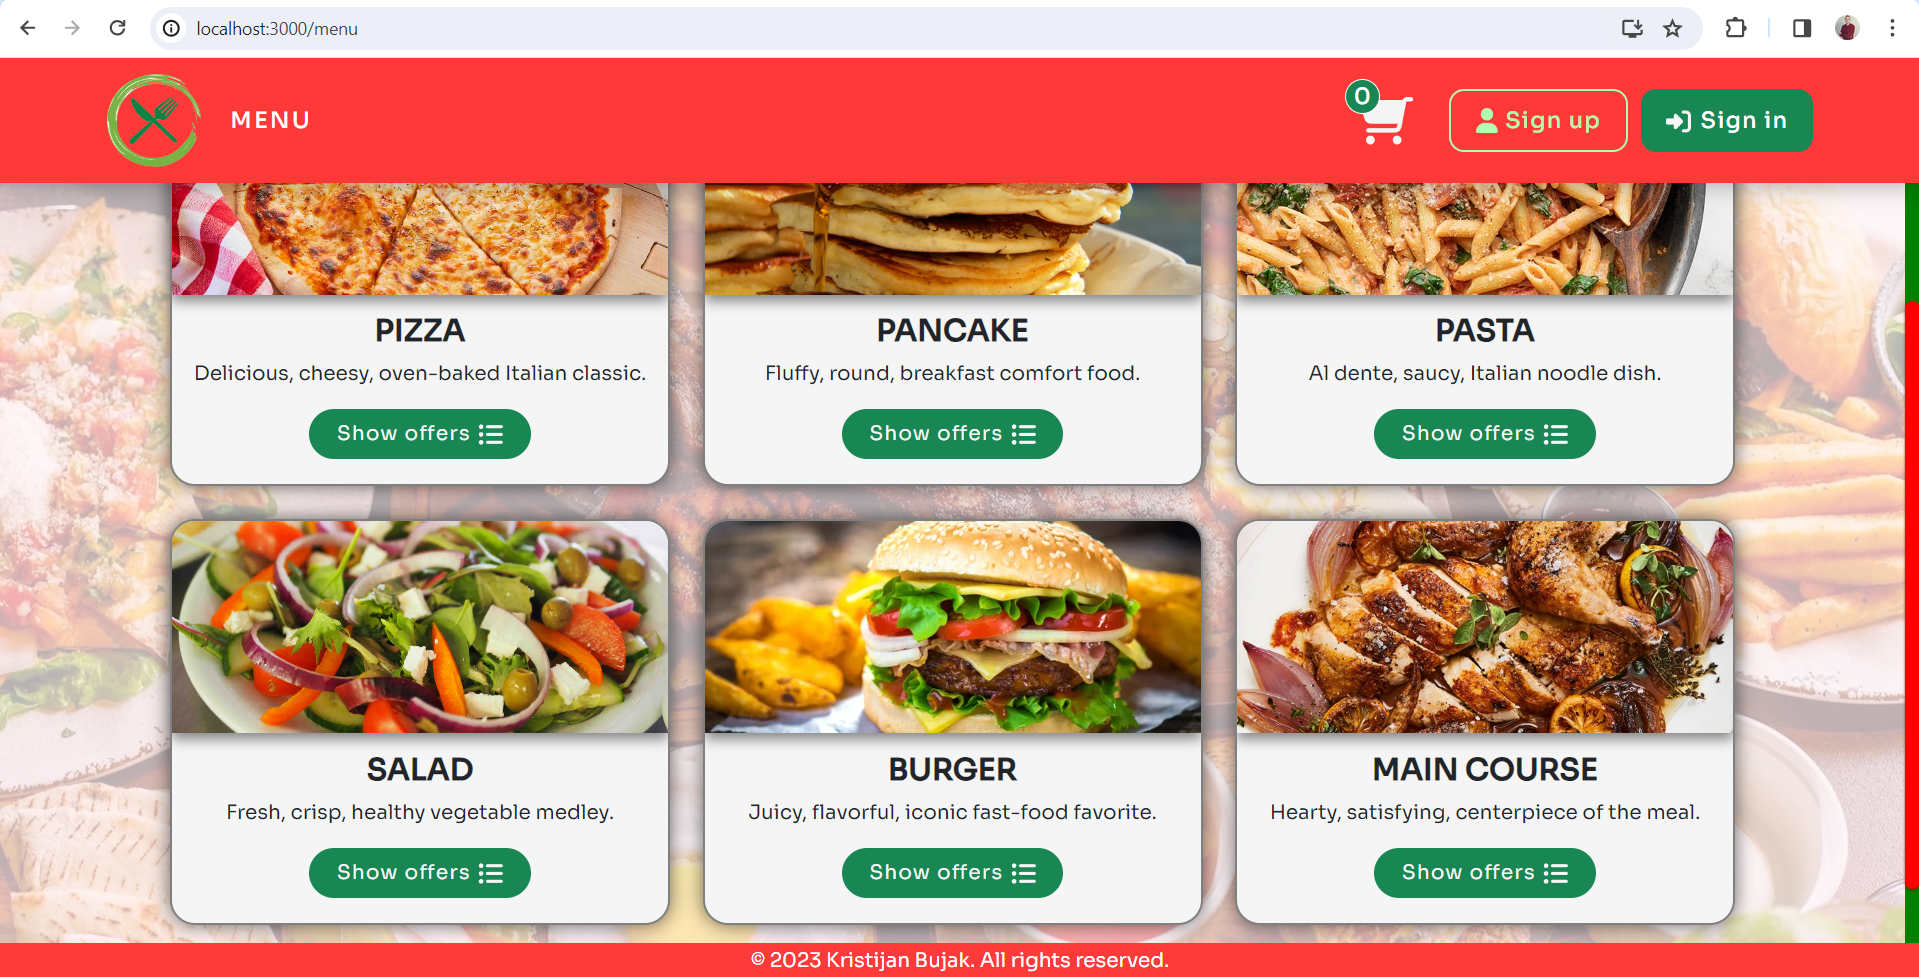 localhost:3000/menu
MENU
0
Sign up
Sign in
PIZZA
Delicious, cheesy, oven-baked Italian classic.
Show offers
PANCAKE
Fluffy, round, breakfast comfort food.
Show offers
PASTA
Al dente, saucy, Italian noodle dish.
Show offers
SALAD
Fresh, crisp, healthy vegetable medley.
Show offers
BURGER
Juicy, flavorful, iconic fast-food favorite.
Show offers
MAIN COURSE
Hearty, satisfying, centerpiece of the meal.
Show offers
© 2023 Kristijan Bujak. All rights reserved.